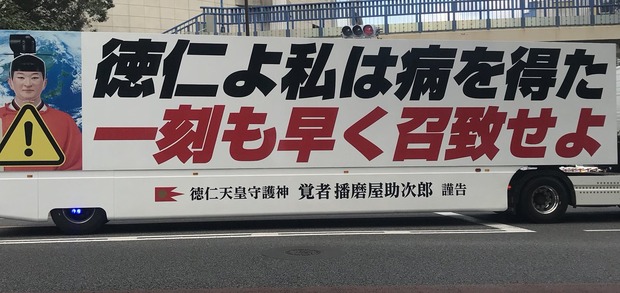 徳仁よ私は病を得た
一刻も早く召致せよ
徳仁天皇守護神 覚者播磨屋助次郎 謹告